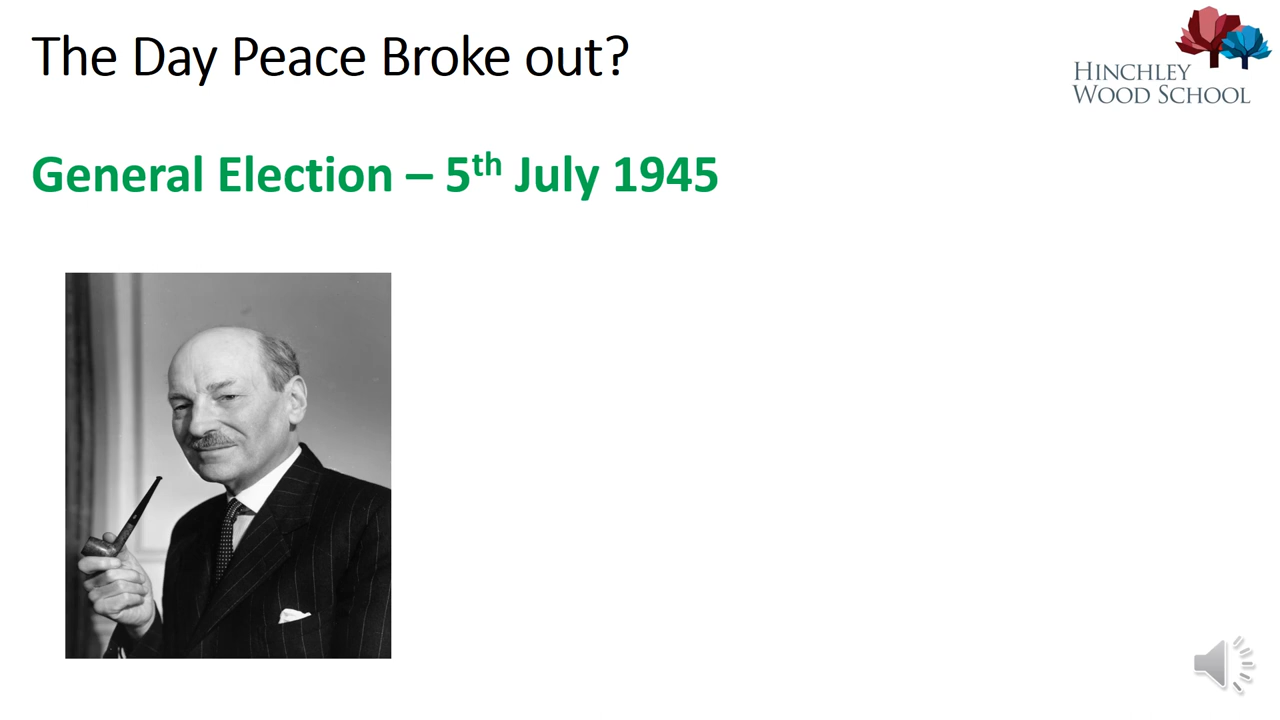 The Day Peace Broke out?
HINCHLEY
WOOD SCHOOL
General Election – 5th July 1945